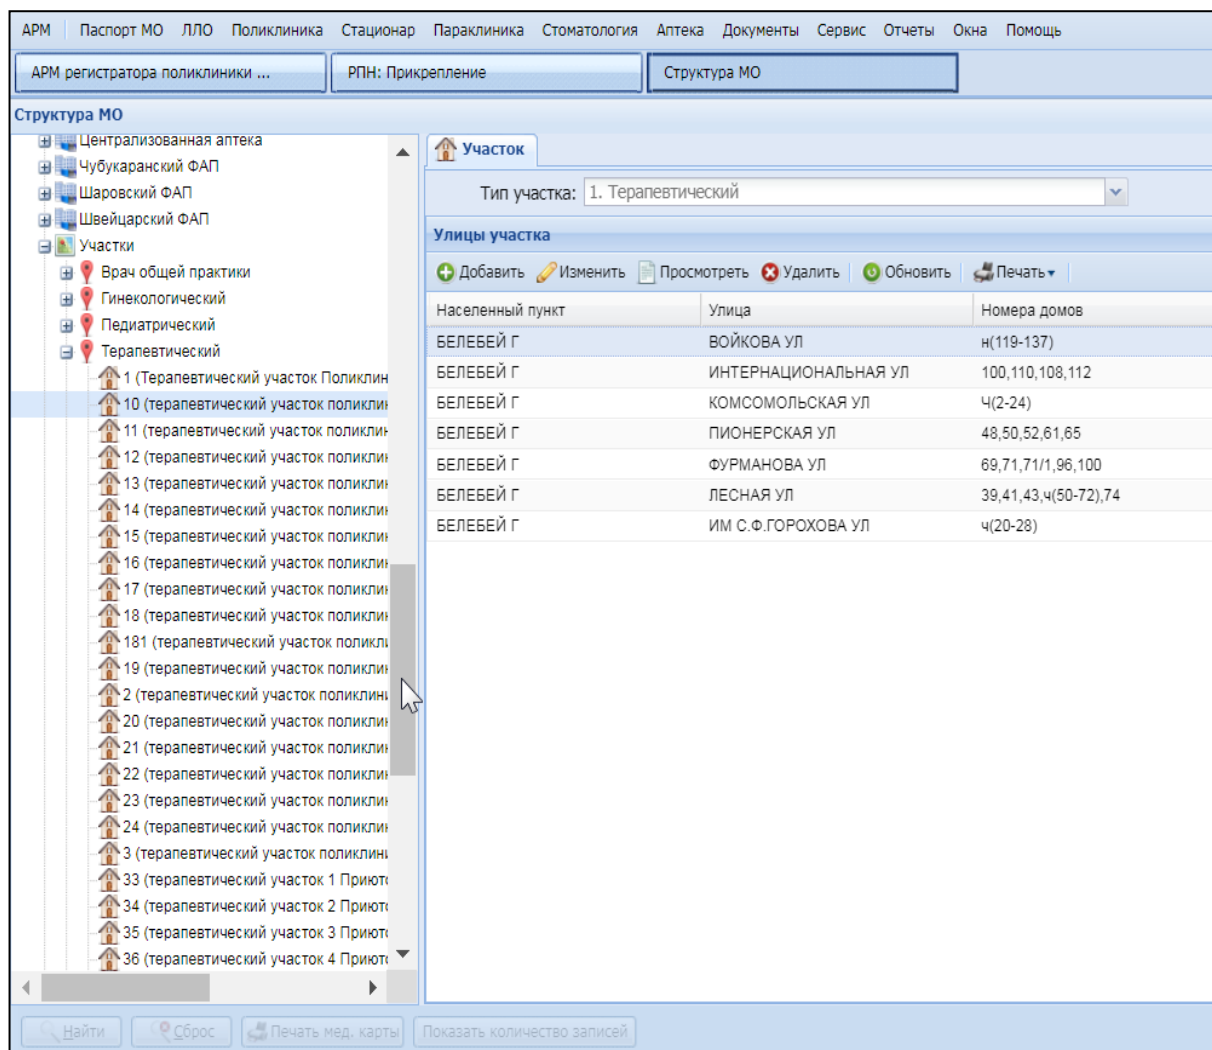 АРМ Паспорт МО ЛЛО Поликлиника Стационар Параклиника Стоматология Аптека Документы Сервис Отчеты Окна Помощь
АРМ регистратора поликлиники ... РПН: Прикрепление Структура МО
Структура МО
Централизованная аптека
Чубукаранский ФАП
Шаровский ФАП
Швейцарский ФАП
Участки
Врач общей практики
Гинекологический
Педиатрический
Терапевтический
1 (Терапевтический участок Поликлин
10 (терапевтический участок поликлин
11 (терапевтический участок поликлин
12 (терапевтический участок поликлин
13 (терапевтический участок поликлин
14 (терапевтический участок поликлин
15 (терапевтический участок поликлин
16 (терапевтический участок поликлин
17 (терапевтический участок поликлин
18 (терапевтический участок поликлин
181 (терапевтический участок поликл
19 (терапевтический участок поликлин
2 (терапевтический участок поликлин
20 (терапевтический участок поликлин
21 (терапевтический участок поликлин
22 (терапевтический участок поликлин
23 (терапевтический участок поликлин
24 (терапевтический участок поликлин
3 (терапевтический участок поликлин
33 (терапевтический участок 1 Приют
34 (терапевтический участок 2 Приют
35 (терапевтический участок 3 Приют
36 (терапевтический участок 4 Приют
Участок
Тип участка: 1. Терапевтический
Улицы участка
Добавить Изменить Просмотреть Удалить Обновить Печать
Населенный пункт Улица Номера домов
БЕЛЕБЕЙ Г ВОЙКОВА УЛ н(119-137)
БЕЛЕБЕЙ Г ИНТЕРНАЦИОНАЛЬНАЯ УЛ 100,110,108,112
БЕЛЕБЕЙ Г КОМСОМОЛЬСКАЯ УЛ Ч(2-24)
БЕЛЕБЕЙ Г ПИОНЕРСКАЯ УЛ 48,50,52,61,65
БЕЛЕБЕЙ Г ФУРМАНОВА УЛ 69,71,71/1,96,100
БЕЛЕБЕЙ Г ЛЕСНАЯ УЛ 39,41,43,ч(50-72),74
БЕЛЕБЕЙ Г ИМ С.Ф.ГОРОХОВА УЛ ч(20-28)
Найти Сброс Печать мед. карты Показать количество записей